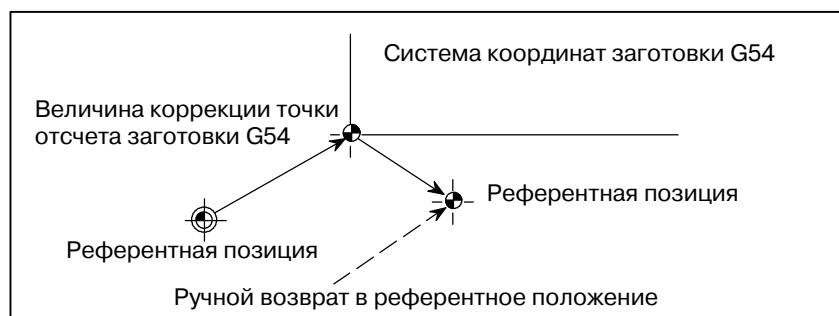 Система координат заготовки G54
Величина коррекции точки
отсчета заготовки G54
Референтная позиция
Референтная позиция
Ручной возврат в референтное положение